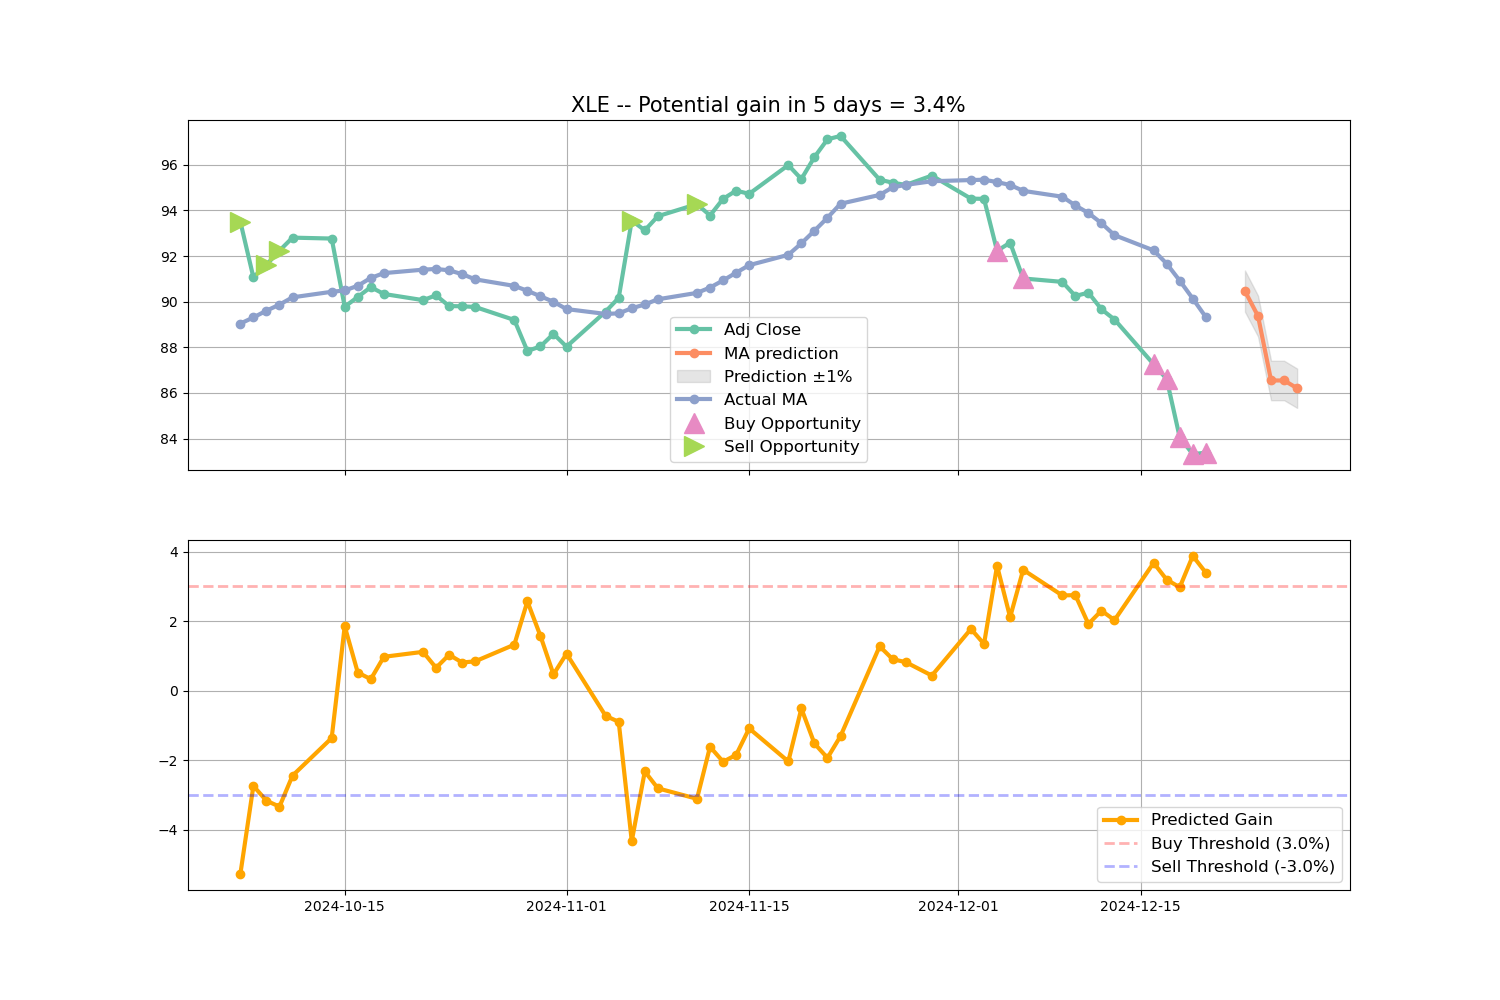 XLE -- Potential gain in 5 days = 3.4%
96
94
92
90
88
86
84
Adj Close
MA prediction
Prediction ±1%
Actual MA
Buy Opportunity
Sell Opportunity
4
2
0
−2
−4
Predicted Gain
Buy Threshold (3.0%)
Sell Threshold (-3.0%)
2024-10-15
2024-11-01
2024-11-15
2024-12-01
2024-12-15